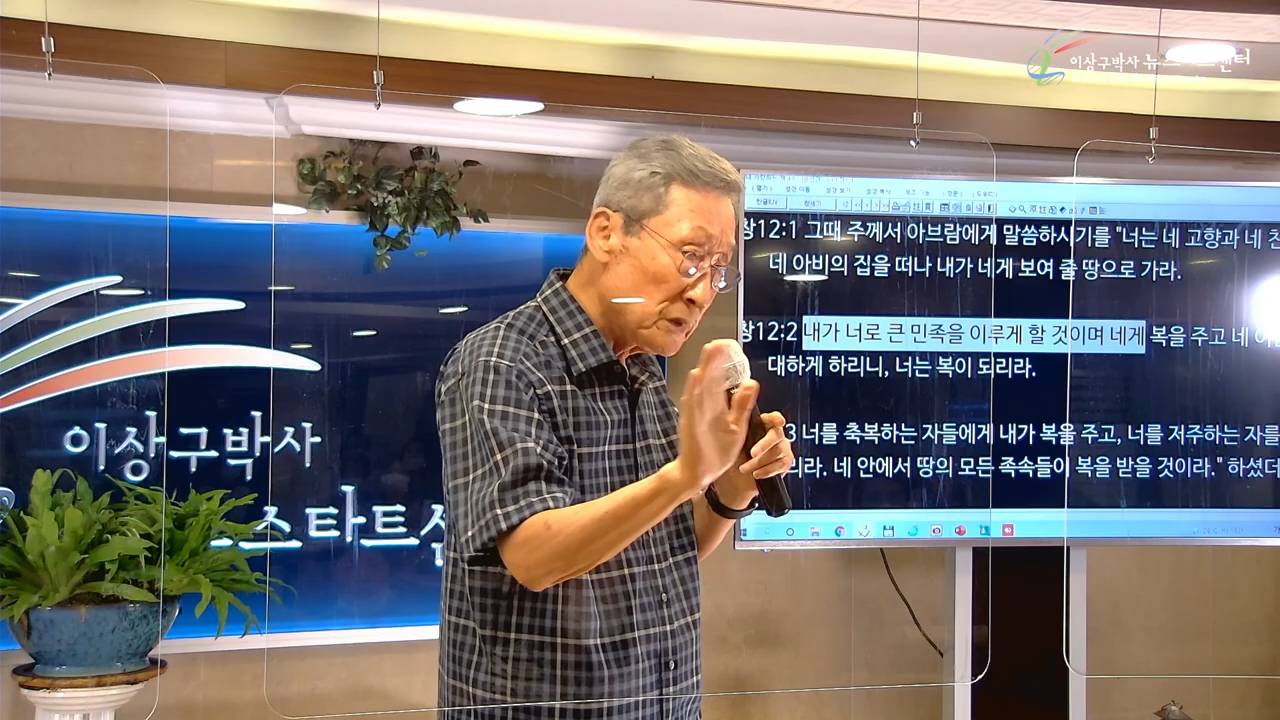 이상구박사 뉴스타트센터
이상구박사
스타트센
창12:1 그때 주께서 아브람에게 말씀하시기를 "너는 네 고향과 네 친
네 아비의 집을 떠나 내가 네게 보여 줄 땅으로 가라.
창12:2 내가 너로 큰 민족을 이루게 할 것이며 네게 복을 주고 네 이
대하게 하리니, 너는 복이 되리라.
3 너를 축복하는 자들에게 내가 복을 주고, 너를 저주하는 자를
리라. 네 안에서 땅의 모든 족속들이 복을 받을 것이라." 하셨더